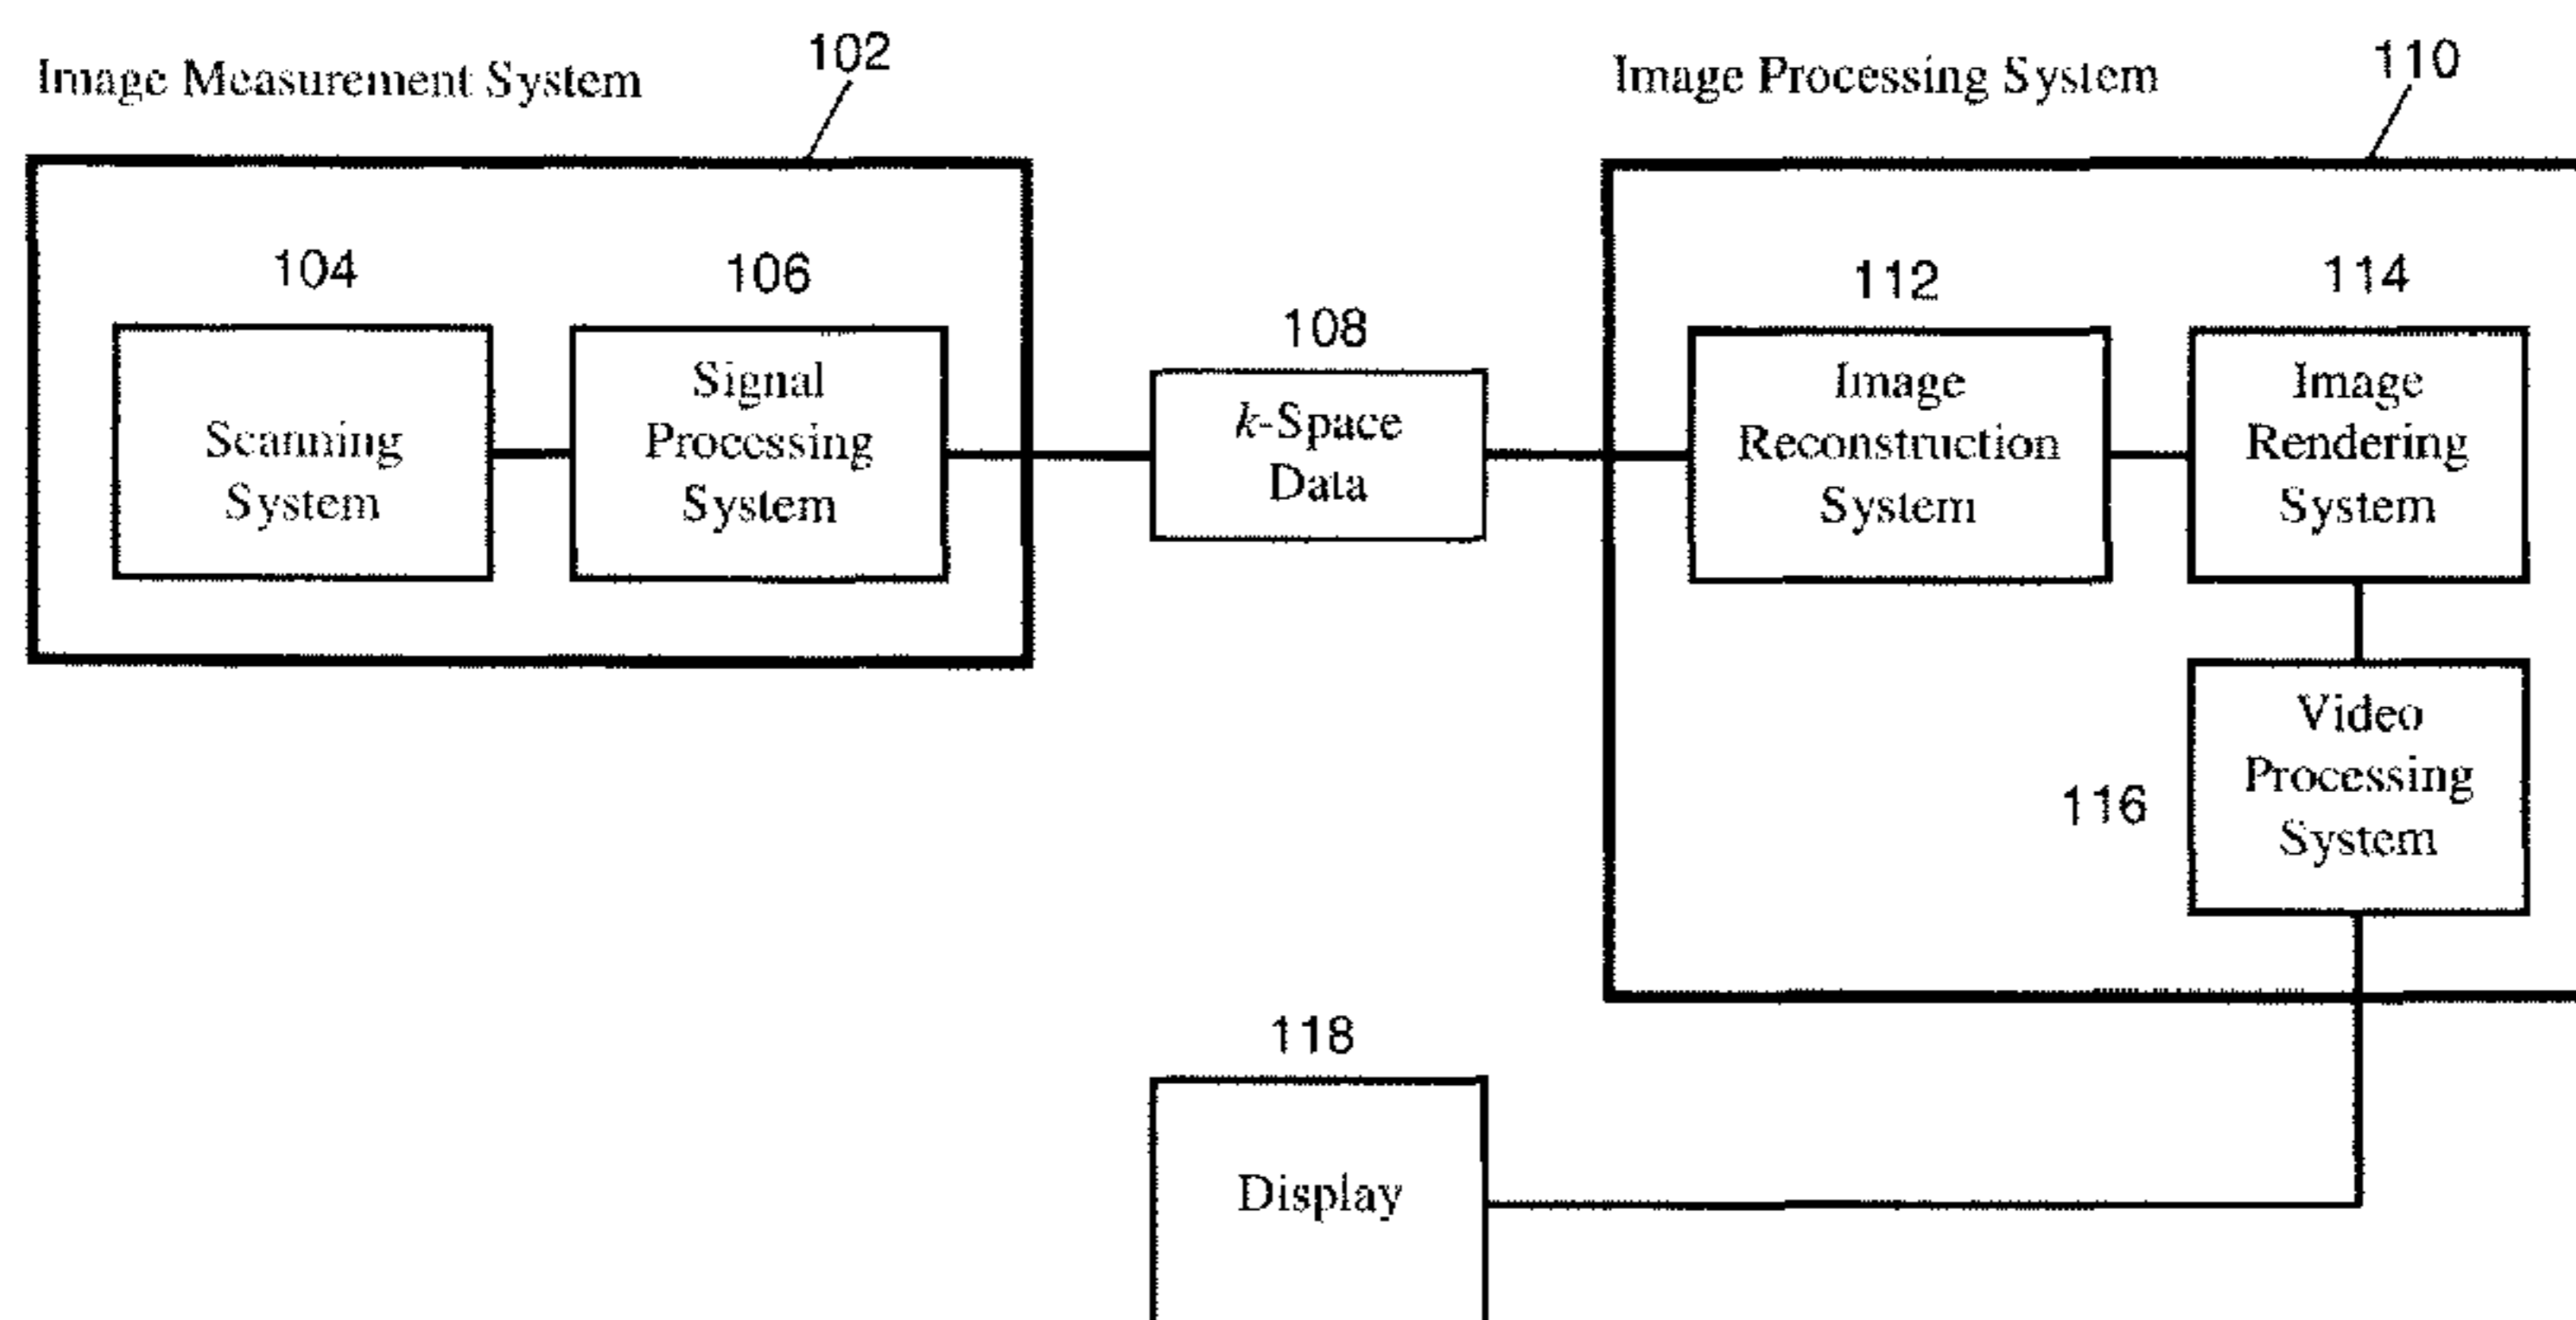 Image Measurement System
102
104
Scanning
System
106
Signal
Processing
System
108
k-Space
Data
Image Processing System
110
112
Image
Reconstruction
System
114
Image
Rendering
System
116
Video
Processing
System
118
Display